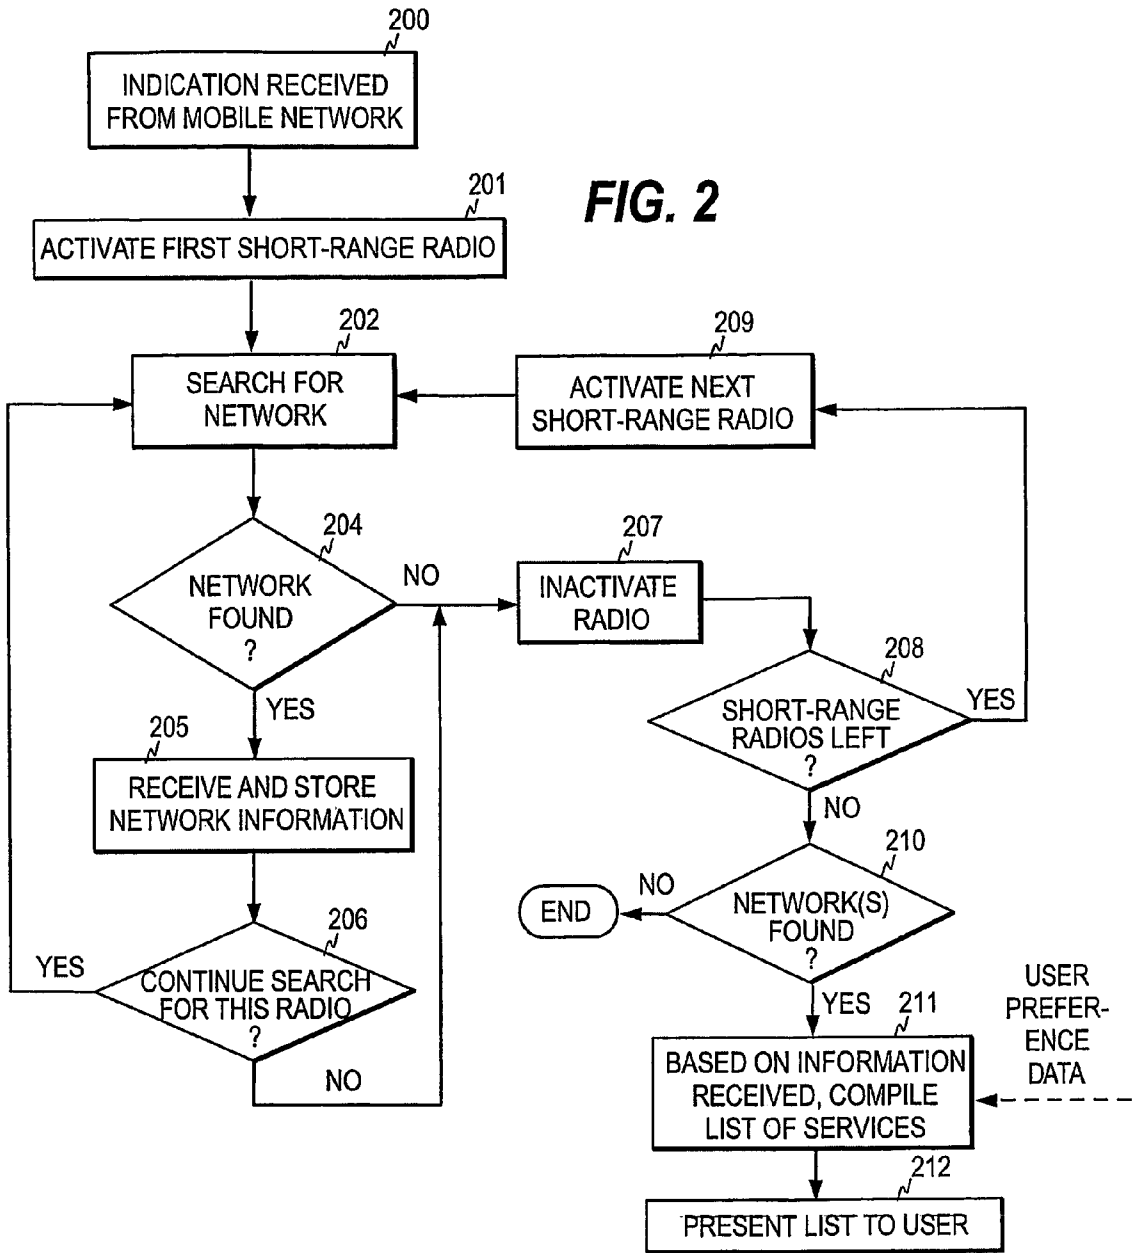 200
INDICATION RECEIVED
FROM MOBILE NETWORK
FIG. 2
201
ACTIVATE FIRST SHORT-RANGE RADIO
202
SEARCH FOR
NETWORK
209
ACTIVATE NEXT
SHORT-RANGE RADIO
204
NETWORK
FOUND
?
NO
YES
207
INACTIVATE
RADIO
208
SHORT-RANGE
RADIOS LEFT
?
YES
NO
205
RECEIVE AND STORE
NETWORK INFORMATION
206
CONTINUE SEARCH
FOR THIS RADIO
?
YES
NO
210
NETWORK(S)
FOUND
?
NO
END
YES
USER
PREFER-
ENCE
DATA
211
BASED ON INFORMATION
RECEIVED, COMPILE
LIST OF SERVICES
212
PRESENT LIST TO USER